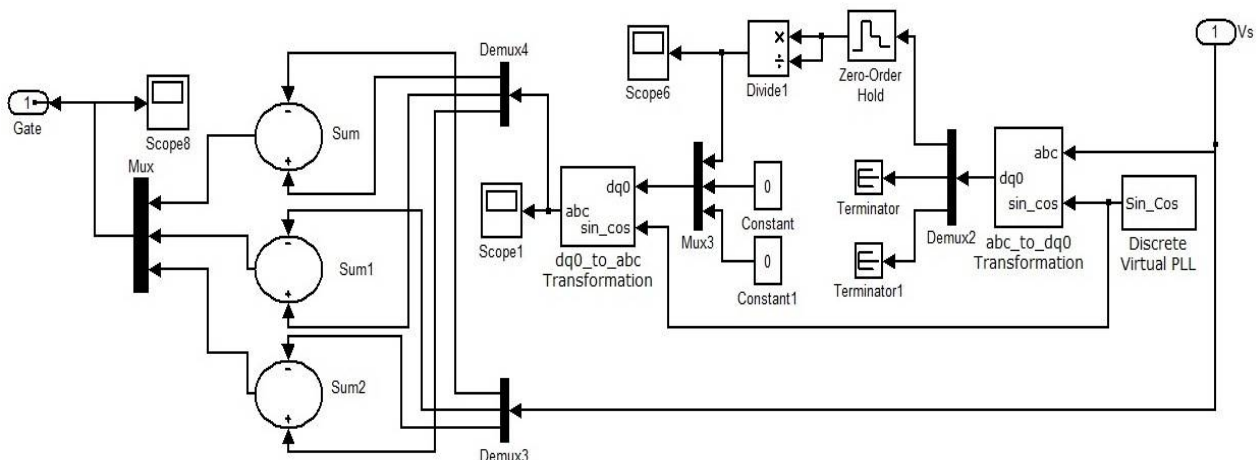 1
Gate
Scope8
Mux
-
+
Sum
-
+
Sum1
-
+
Sum2
Demux4
Demux3
Scope1
dq0
abc
sin_cos
dq0_to_abc
Transformation
Scope6
×
÷
Divide1
Zero-Order
Hold
Mux3
0
Constant
0
Constant1
Terminator
Terminator1
Demux2
abc
dq0
sin_cos
abc_to_dq0
Transformation
Sin_Cos
Discrete
Virtual PLL
1
Vs